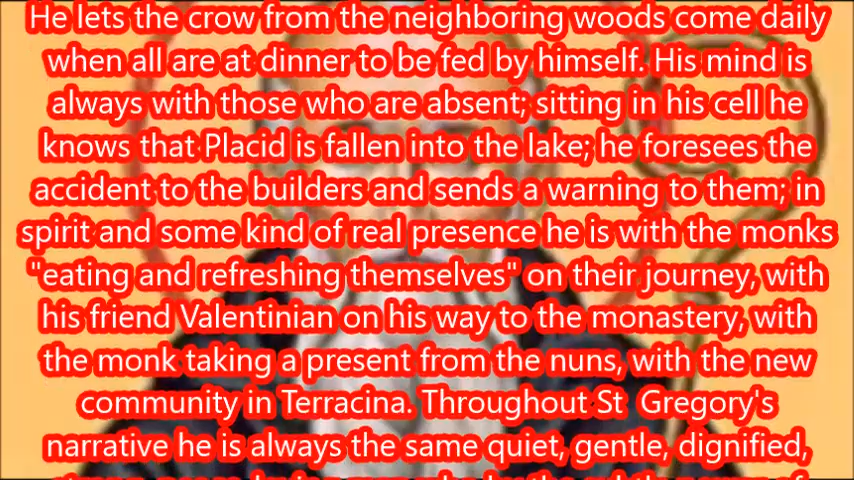 He lets the crow from the neighboring woods come daily
when all are at dinner to be fed by himself. His mind is
always with those who are absent; sitting in his cell he
knows that Placid is fallen into the lake; he foresees the
accident to the builders and sends a warning to them; in
spirit and some kind of real presence he is with the monks
"eating and refreshing themselves" on their journey, with
his friend Valentinian on his way to the monastery, with
the monk taking a present from the nuns, with the new
community in Terracina. Throughout St  Gregory's
narrative he is always the same quiet, gentle, dignified,